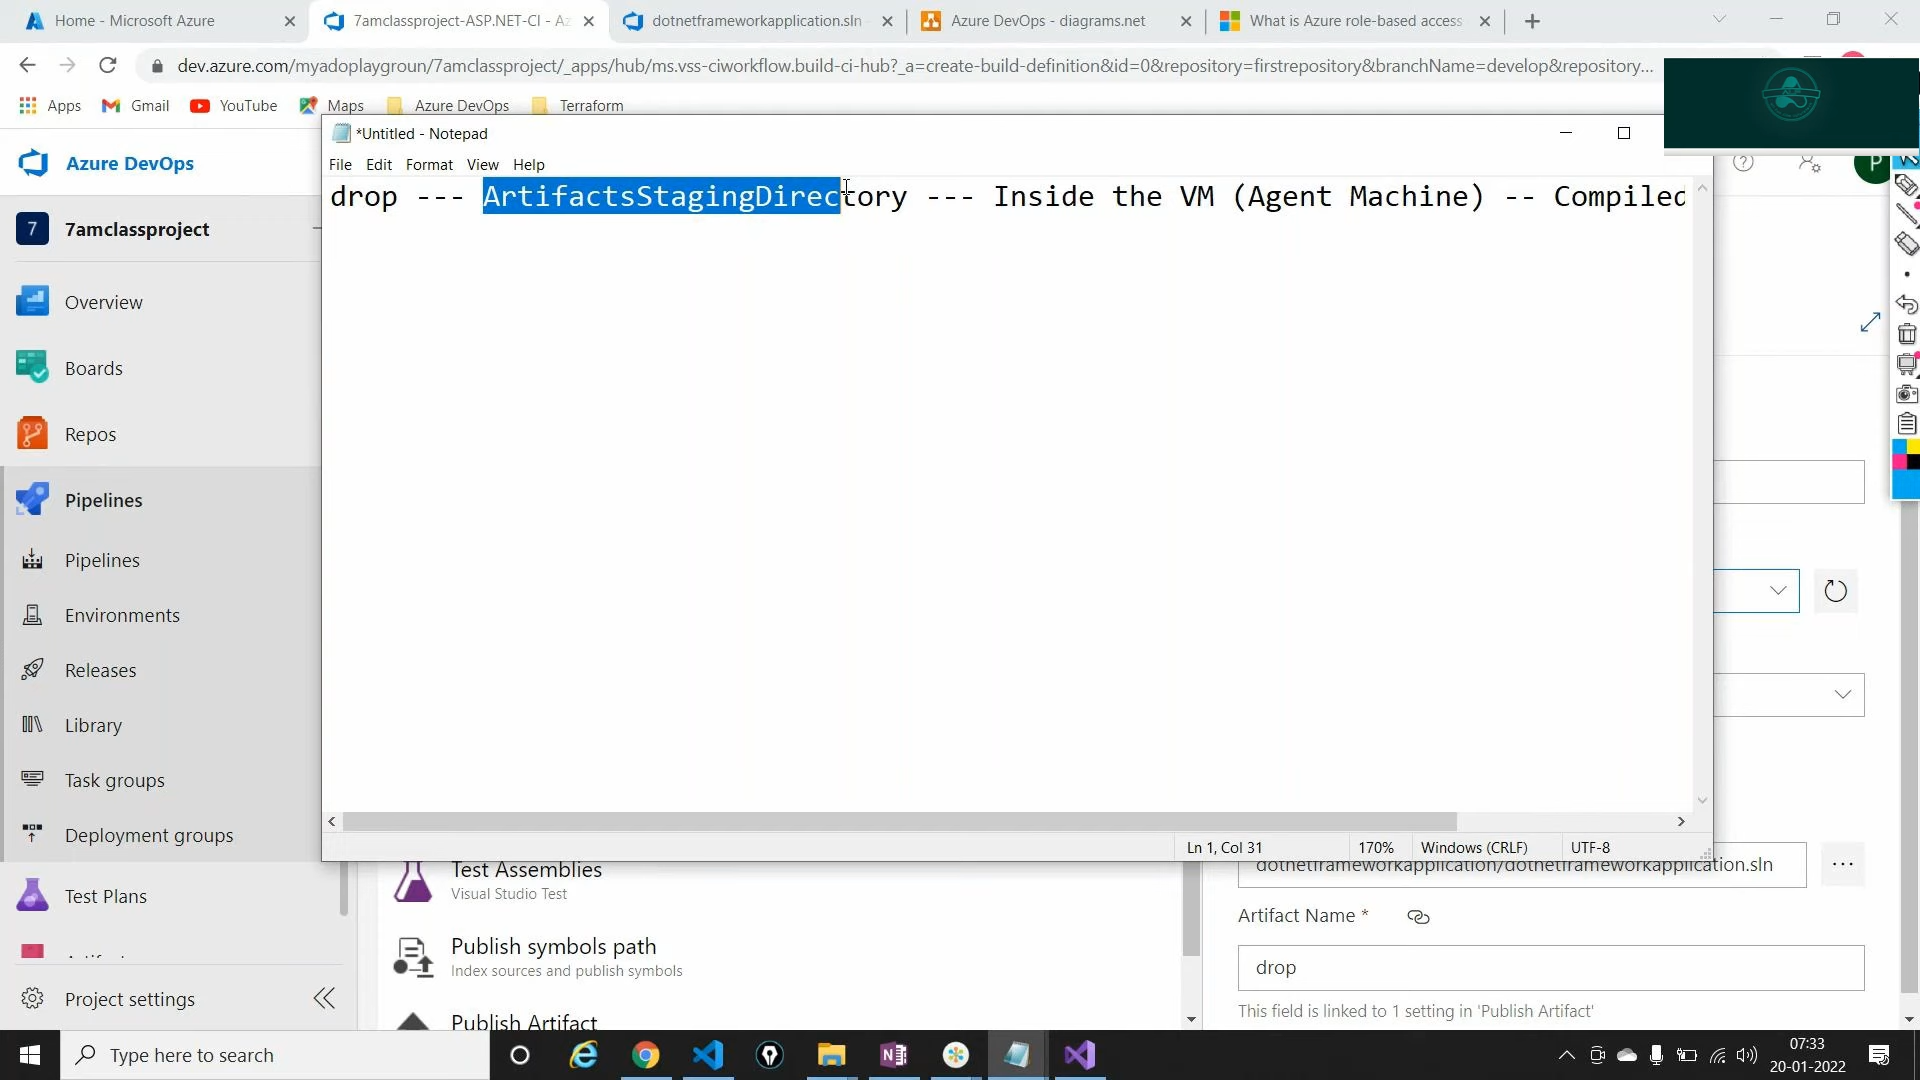 Home - Microsoft Azure
7amclassproject-ASP.NET-CI - Az
dotnetframeworkapplication.sln -
Azure DevOps - diagrams.net
What is Azure role-based access
dev.azure.com/myadoplaygroun/7amclassproject/_apps/hub/ms.vss-ciworkflow.build-ci-hub?_a=create-build-definition&id=0&repository=firstrepository&branchName=develop&repository...
Apps
Gmail
YouTube
Maps
Azure DevOps
Terraform
*Untitled - Notepad
File Edit Format View Help
drop --- ArtifactsStagingDirectory --- Inside the VM (Agent Machine) -- Compiled
Azure DevOps
P
7 7amclassproject
Overview
Boards
Repos
Pipelines
Pipelines
Environments
Releases
Library
Task groups
Deployment groups
Test Plans
Project settings
Ln 1, Col 31
170%
Windows (CRLF)
UTF-8
Test Assemblies
Visual Studio Test
Publish symbols path
Index sources and publish symbols
Publish Artifact
dotnetframeworkapplication/dotnetframeworkapplication.sln
Artifact Name *
drop
This field is linked to 1 setting in 'Publish Artifact'
Type here to search
07:33
20-01-2022